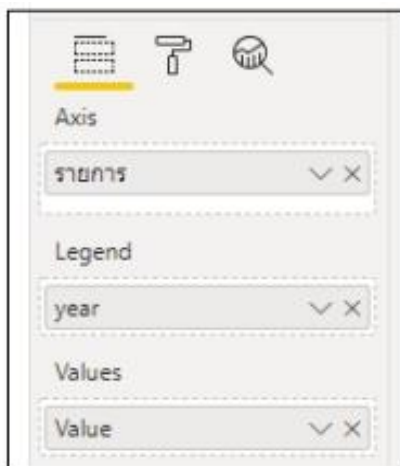 Axis
รายการ
Legend
year
Values
Value